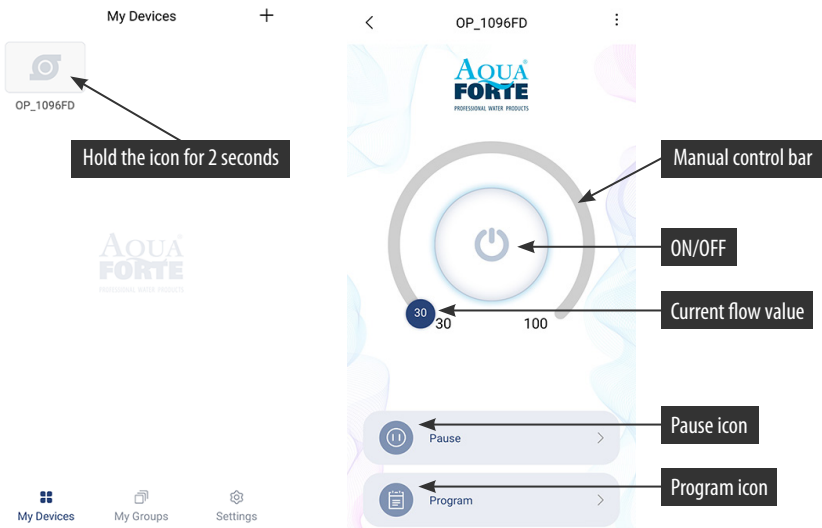 My Devices +
OP_1096FD
Hold the icon for 2 seconds
AQUA
FORTE
PROFESSIONAL WATER PRODUCTS
My Devices
My Groups
Settings
OP_1096FD
AQUA
FORTE
PROFESSIONAL WATER PRODUCTS
Manual control bar
ON/OFF
Current flow value
30
30
100
Pause
Pause icon
Program
Program icon